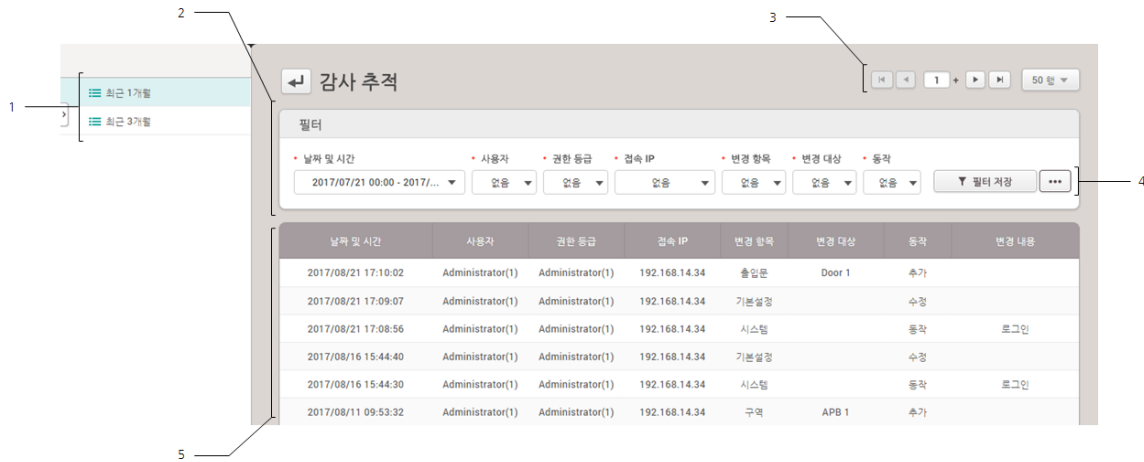 2
3
1
최근 1개월
최근 3개월
감사 추적
1 +
50 행
필터
• 날짜 및 시간 • 사용자 • 권한 등급 • 접속 IP • 변경 항목 • 변경 대상 • 동작
2017/07/21 00:00 - 2017/... 없음 없음 없음 없음 없음 없음 필터 저장 •••
4
날짜 및 시간 사용자 권한 등급 접속 IP 변경 항목 변경 대상 동작 변경 내용
2017/08/21 17:10:02 Administrator(1) Administrator(1) 192.168.14.34 출입문 Door 1 추가
2017/08/21 17:09:07 Administrator(1) Administrator(1) 192.168.14.34 기본설정 수정
2017/08/21 17:08:56 Administrator(1) Administrator(1) 192.168.14.34 시스템 동작 로그인
2017/08/16 15:44:40 Administrator(1) Administrator(1) 192.168.14.34 기본설정 수정
2017/08/16 15:44:30 Administrator(1) Administrator(1) 192.168.14.34 시스템 동작 로그인
2017/08/11 09:53:32 Administrator(1) Administrator(1) 192.168.14.34 구역 APB 1 추가
5